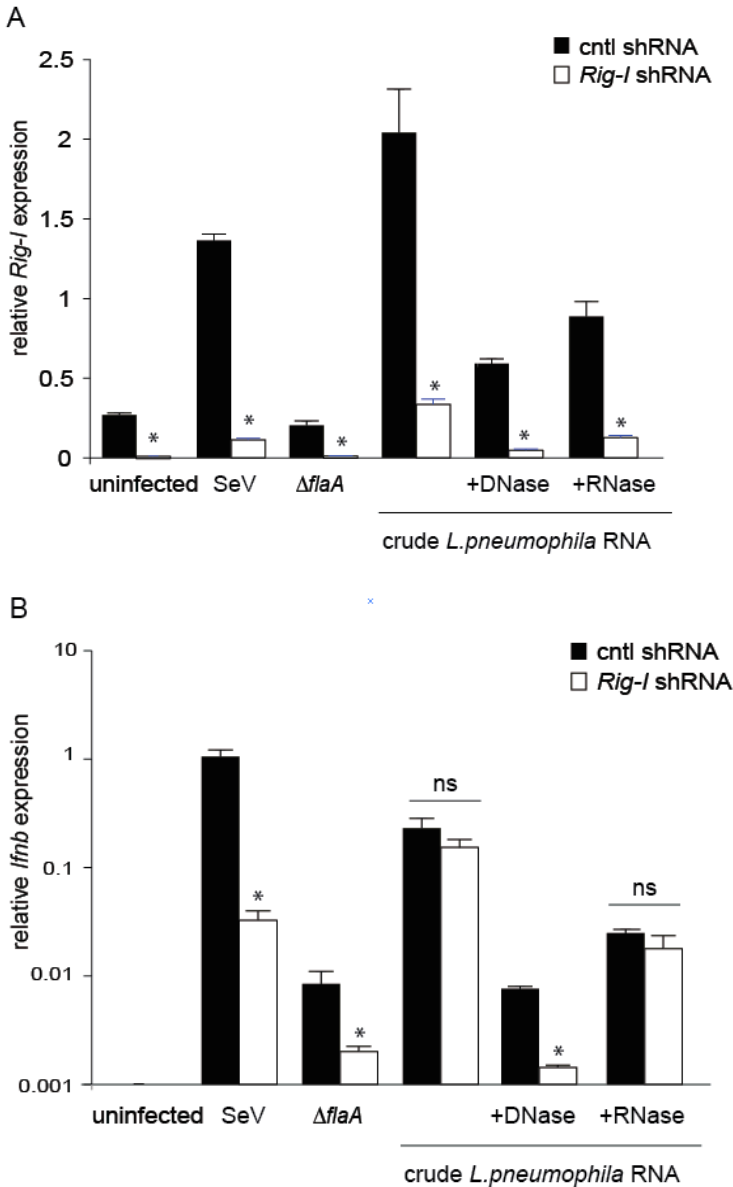 A
cntl shRNA
Rig-I shRNA
relative Rig-I expression
2.5
2
1.5
1
0.5
0
* * * * * *
uninfected SeV ΔflaA +DNase +RNase
crude L.pneumophila RNA
B
cntl shRNA
Rig-I shRNA
relative Ifnb expression
10
1
0.1
0.01
0.001
ns
ns
* * *
uninfected SeV ΔflaA +DNase +RNase
crude L.pneumophila RNA